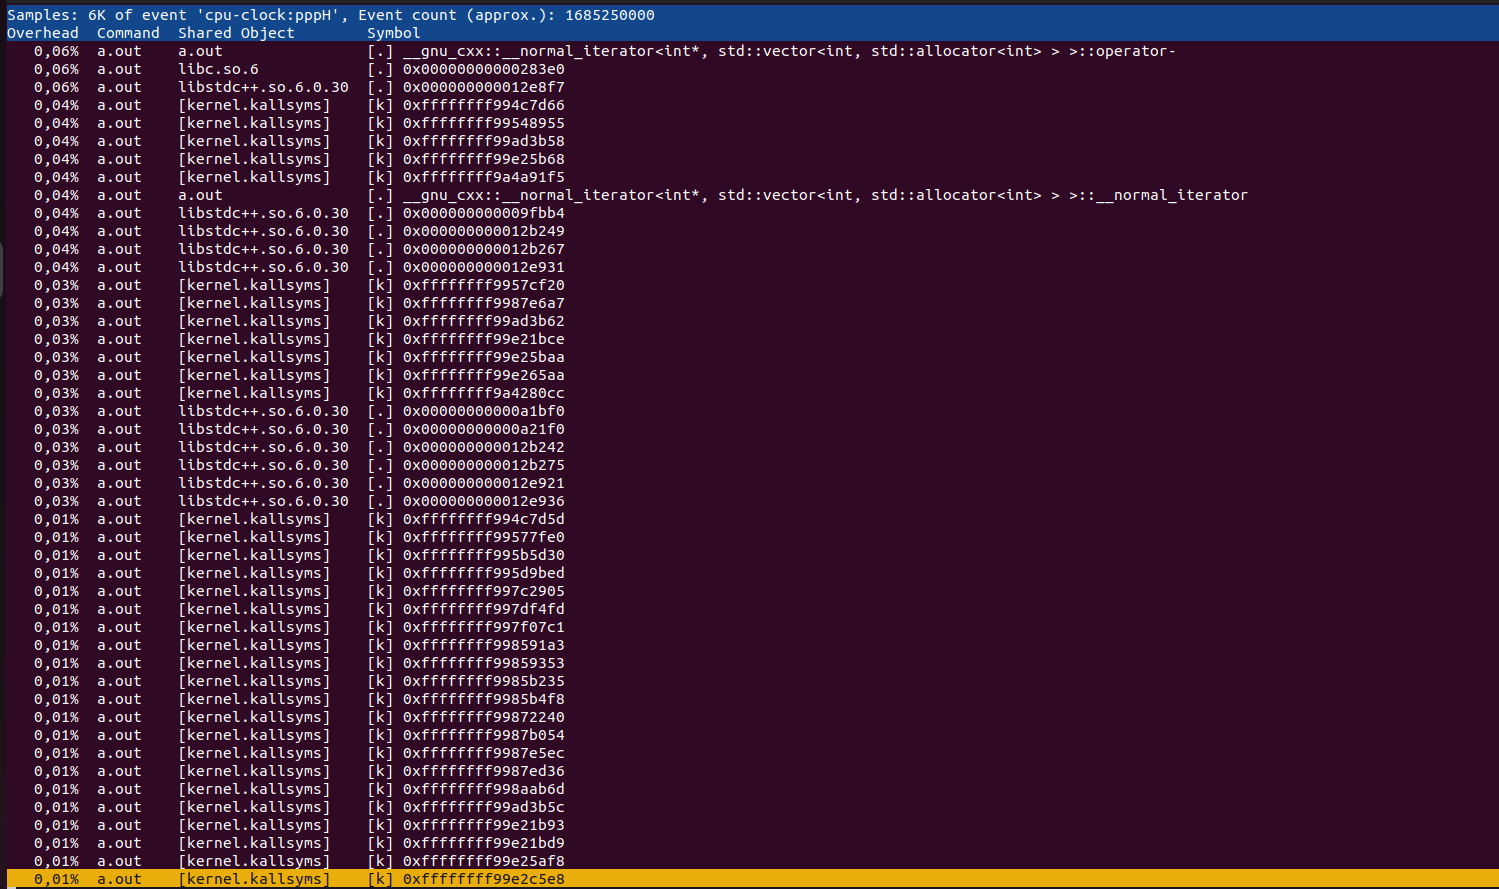 Samples: 6K of event 'cpu-clock:pppH', Event count (approx.): 1685250000
Overhead  Command  Shared Object        Symbol
0,06%  a.out    a.out                [.] __gnu_cxx::__normal_iterator<int*, std::vector<int, std::allocator<int> > >::operator-
0,06%  a.out    libc.so.6            [.] 0x00000000000283e0
0,06%  a.out    libstdc++.so.6.0.30  [.] 0x000000000012e8f7
0,04%  a.out    [kernel.kallsyms]    [k] 0xffffffff994c7d66
0,04%  a.out    [kernel.kallsyms]    [k] 0xffffffff99548955
0,04%  a.out    [kernel.kallsyms]    [k] 0xffffffff99ad3b58
0,04%  a.out    [kernel.kallsyms]    [k] 0xffffffff99e25b68
0,04%  a.out    [kernel.kallsyms]    [k] 0xffffffff9a4a91f5
0,04%  a.out    a.out                [.] __gnu_cxx::__normal_iterator<int*, std::vector<int, std::allocator<int> > >::__normal_iterator
0,04%  a.out    libstdc++.so.6.0.30  [.] 0x000000000009fbb4
0,04%  a.out    libstdc++.so.6.0.30  [.] 0x000000000012b249
0,04%  a.out    libstdc++.so.6.0.30  [.] 0x000000000012b267
0,04%  a.out    libstdc++.so.6.0.30  [.] 0x000000000012e931
0,03%  a.out    [kernel.kallsyms]    [k] 0xffffffff9957cf20
0,03%  a.out    [kernel.kallsyms]    [k] 0xffffffff9987e6a7
0,03%  a.out    [kernel.kallsyms]    [k] 0xffffffff99ad3b62
0,03%  a.out    [kernel.kallsyms]    [k] 0xffffffff99e21bce
0,03%  a.out    [kernel.kallsyms]    [k] 0xffffffff99e25baa
0,03%  a.out    [kernel.kallsyms]    [k] 0xffffffff99e265aa
0,03%  a.out    [kernel.kallsyms]    [k] 0xffffffff9a4280cc
0,03%  a.out    libstdc++.so.6.0.30  [.] 0x00000000000a1bf0
0,03%  a.out    libstdc++.so.6.0.30  [.] 0x00000000000a21f0
0,03%  a.out    libstdc++.so.6.0.30  [.] 0x000000000012b242
0,03%  a.out    libstdc++.so.6.0.30  [.] 0x000000000012b275
0,03%  a.out    libstdc++.so.6.0.30  [.] 0x000000000012e921
0,03%  a.out    libstdc++.so.6.0.30  [.] 0x000000000012e936
0,01%  a.out    [kernel.kallsyms]    [k] 0xffffffff994c7d5d
0,01%  a.out    [kernel.kallsyms]    [k] 0xffffffff99577fe0
0,01%  a.out    [kernel.kallsyms]    [k] 0xffffffff995b5d30
0,01%  a.out    [kernel.kallsyms]    [k] 0xffffffff995d9bed
0,01%  a.out    [kernel.kallsyms]    [k] 0xffffffff997c2905
0,01%  a.out    [kernel.kallsyms]    [k] 0xffffffff997df4fd
0,01%  a.out    [kernel.kallsyms]    [k] 0xffffffff997f07c1
0,01%  a.out    [kernel.kallsyms]    [k] 0xffffffff998591a3
0,01%  a.out    [kernel.kallsyms]    [k] 0xffffffff99859353
0,01%  a.out    [kernel.kallsyms]    [k] 0xffffffff9985b235
0,01%  a.out    [kernel.kallsyms]    [k] 0xffffffff9985b4f8
0,01%  a.out    [kernel.kallsyms]    [k] 0xffffffff99872240
0,01%  a.out    [kernel.kallsyms]    [k] 0xffffffff9987b054
0,01%  a.out    [kernel.kallsyms]    [k] 0xffffffff9987e5ec
0,01%  a.out    [kernel.kallsyms]    [k] 0xffffffff9987ed36
0,01%  a.out    [kernel.kallsyms]    [k] 0xffffffff998aab6d
0,01%  a.out    [kernel.kallsyms]    [k] 0xffffffff99ad3b5c
0,01%  a.out    [kernel.kallsyms]    [k] 0xffffffff99e21b93
0,01%  a.out    [kernel.kallsyms]    [k] 0xffffffff99e21bd9
0,01%  a.out    [kernel.kallsyms]    [k] 0xffffffff99e25af8
0,01%  a.out    [kernel.kallsyms]    [k] 0xffffffff99e2c5e8